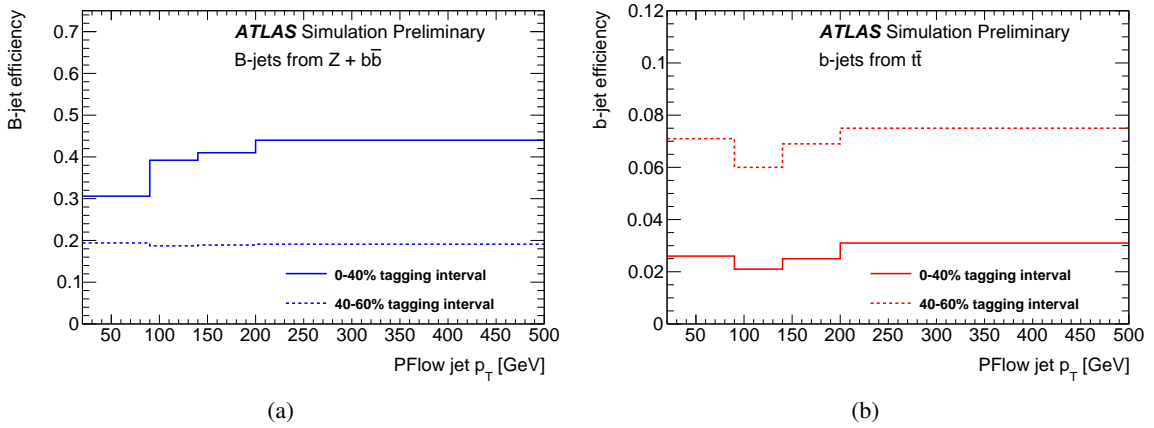 ATLAS Simulation Preliminary
B-jets from Z + bb̅
B-jet efficiency
0.7
0.6
0.5
0.4
0.3
0.2
0.1
0
0-40% tagging interval
40-60% tagging interval
50 100 150 200 250 300 350 400 450 500
PFlow jet p_T [GeV]
(a)
ATLAS Simulation Preliminary
b-jets from tt̅
b-jet efficiency
0.12
0.1
0.08
0.06
0.04
0.02
0
0-40% tagging interval
40-60% tagging interval
50 100 150 200 250 300 350 400 450 500
PFlow jet p_T [GeV]
(b)